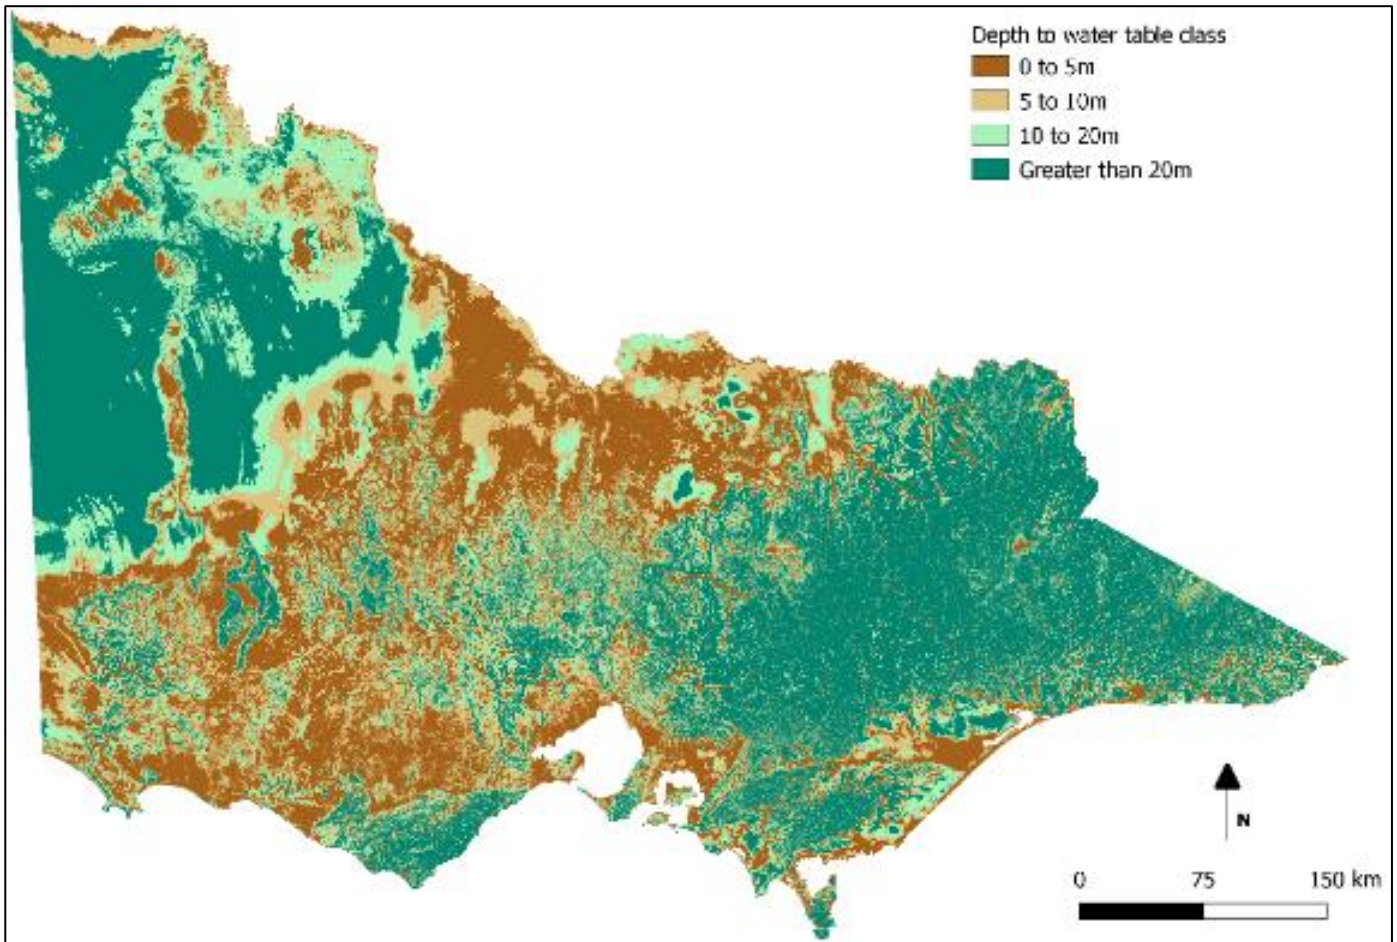 Depth to water table class
0 to 5m
5 to 10m
10 to 20m
Greater than 20m
N
0 75 150 km